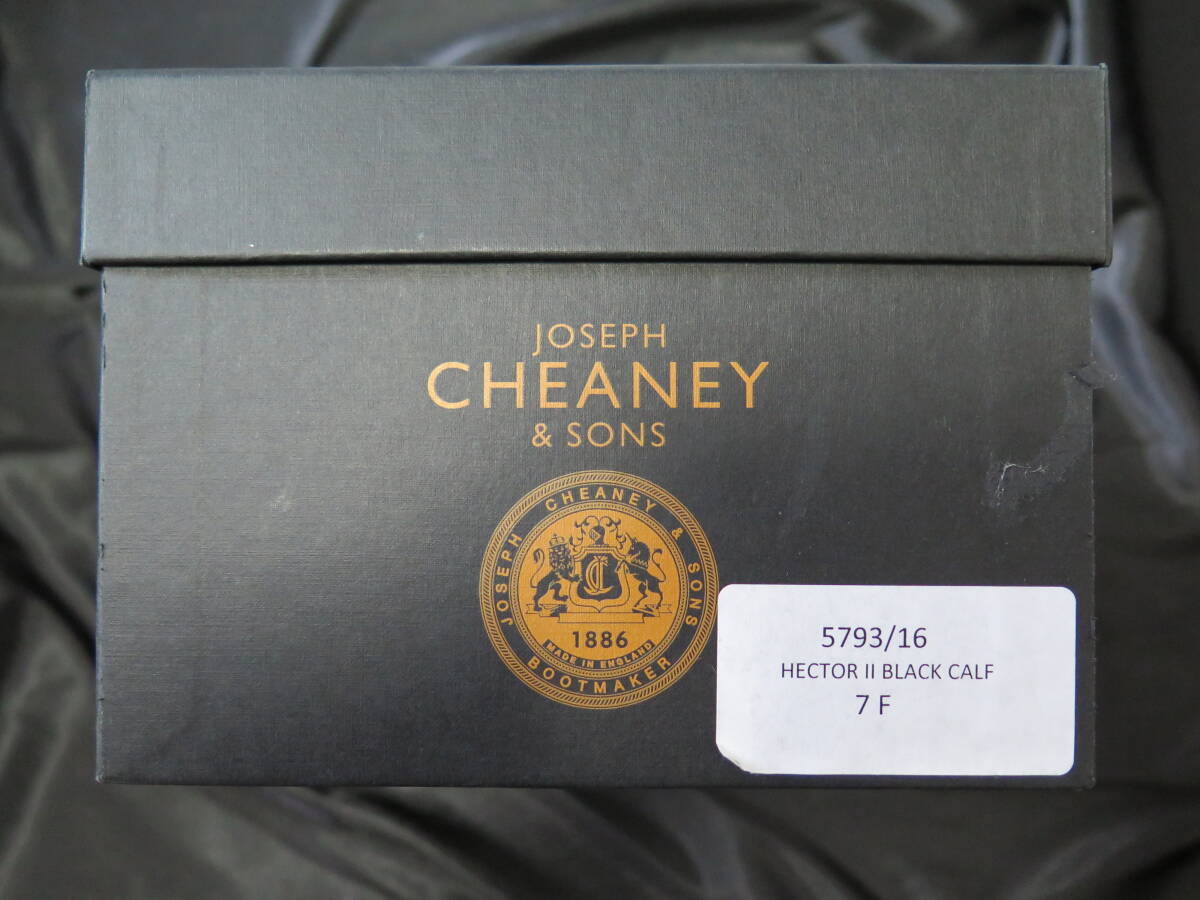 JOSEPH
CHEANEY
& SONS
JOSEPH CHEANEY & SONS
1886
MADE IN ENGLAND
BOOTMAKER
5793/16
HECTOR II BLACK CALF
7 F